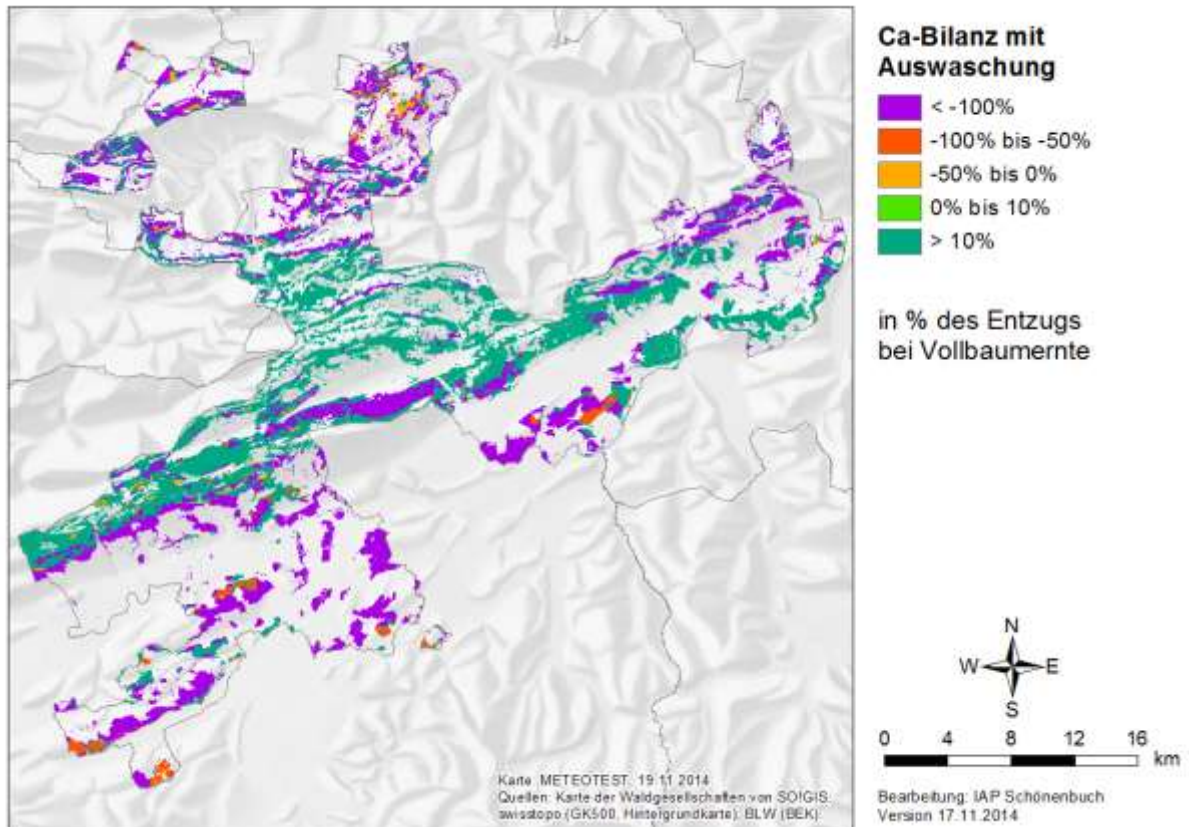 Ca-Bilanz mit
Auswaschung
< -100%
-100% bis -50%
-50% bis 0%
0% bis 10%
> 10%
in % des Entzugs
bei Vollbaumernte
N
W E
S
0 4 8 12 16
km
Karte: METEOTEST, 19.11.2014
Quellen: Karte der Waldgesellschaften von SO!GIS,
swisstopo (GK500, Hintergrundkarte), BLW (BEK)
Bearbeitung: IAP Schönenbuch
Version 17.11.2014